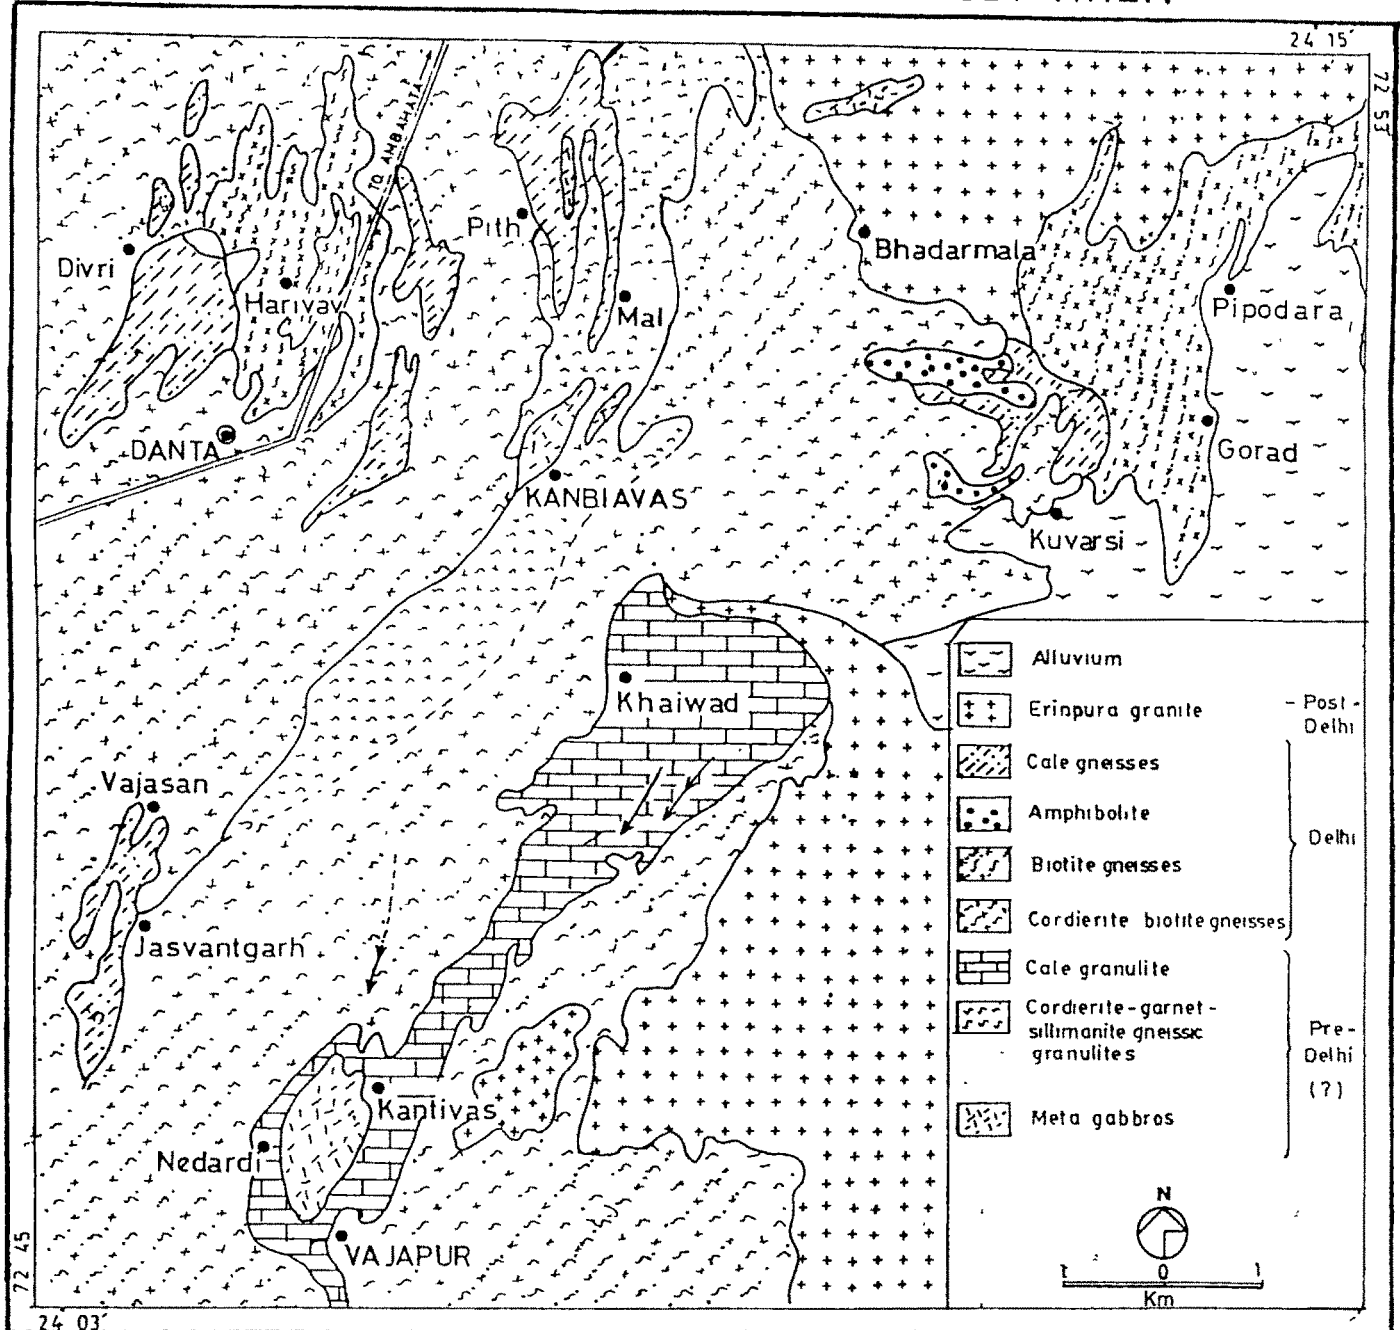 24 15'
72 53
TO AMBAHATA
Pith
Divri
Bhadarmala
Harivav
Mal
Pipodara
DANTA
Gorad
KANBIAVAS
Kuvarsi
Khaiwad
Vajasan
Jasvantgarh
Kantivas
Nedardi
VAJAPUR
Alluvium
Erinpura granite
- Post -
Delhi
Calc gneisses
Amphibolite
Delhi
Biotite gneisses
Cordierite biotite gneisses
Calc granulite
Cordierite - garnet -
sillimanite gneissic
granulites
Pre -
Delhi
(?)
Meta gabbros
N
1 0 1
Km
72 45
24 03'